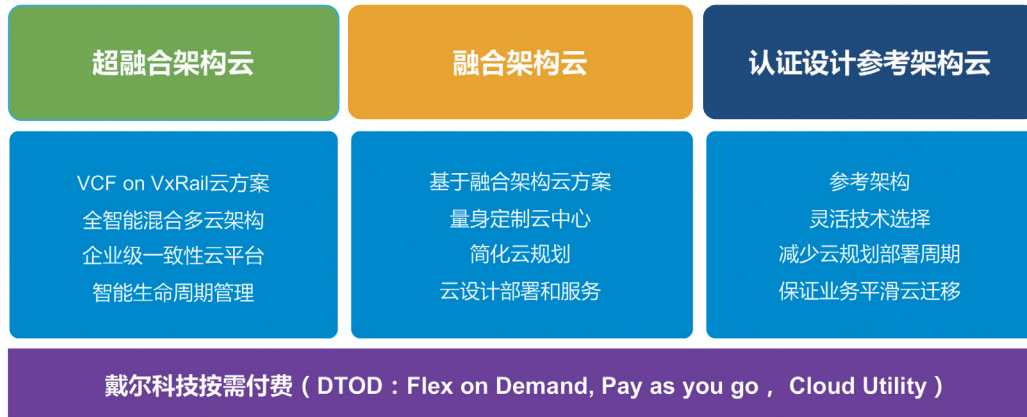 超融合架构云
融合架构云
认证设计参考架构云
VCF on VxRail云方案
全智能混合多云架构
企业级一致性云平台
智能生命周期管理
基于融合架构云方案
量身定制云中心
简化云规划
云设计部署和服务
参考架构
灵活技术选择
减少云规划部署周期
保证业务平滑云迁移
戴尔科技按需付费（DTOD：Flex on Demand, Pay as you go， Cloud Utility）